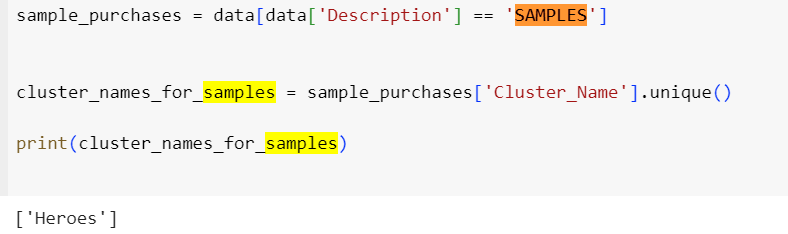 sample_purchases = data[data['Description'] == 'SAMPLES']
cluster_names_for_samples = sample_purchases['Cluster_Name'].unique()
print(cluster_names_for_samples)
['Heroes']